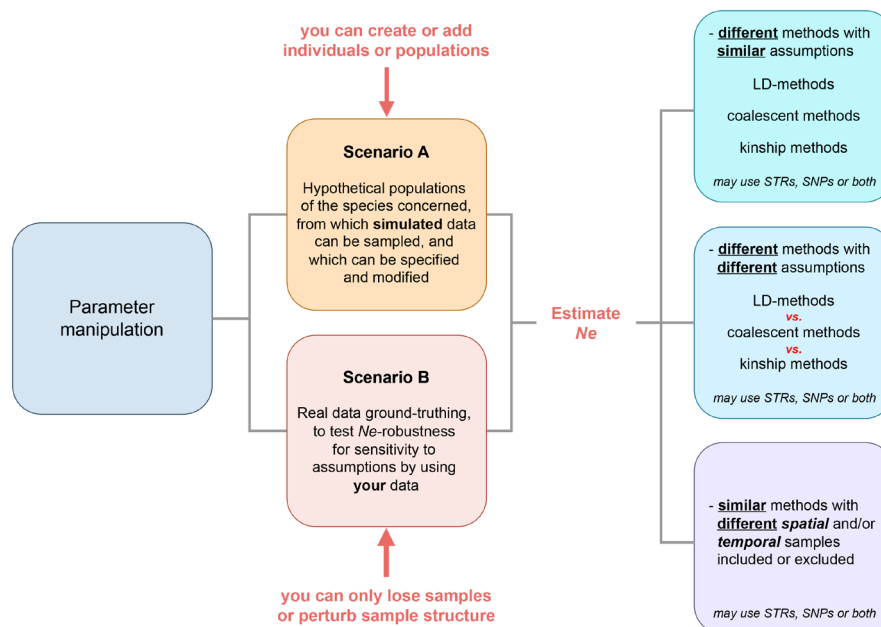 you can create or add
individuals or populations
Scenario A
Hypothetical populations
of the species concerned,
from which simulated data
can be sampled, and
which can be specified
and modified
Parameter
manipulation
Scenario B
Real data ground-truthing,
to test Ne-robustness
for sensitivity to
assumptions by using
your data
you can only lose samples
or perturb sample structure
Estimate
Ne
- different methods with
similar assumptions
LD-methods
coalescent methods
kinship methods
may use STRs, SNPs or both
- different methods with
different assumptions
LD-methods
vs.
coalescent methods
vs.
kinship methods
may use STRs, SNPs or both
- similar methods with
different spatial and/or
temporal samples
included or excluded
may use STRs, SNPs or both